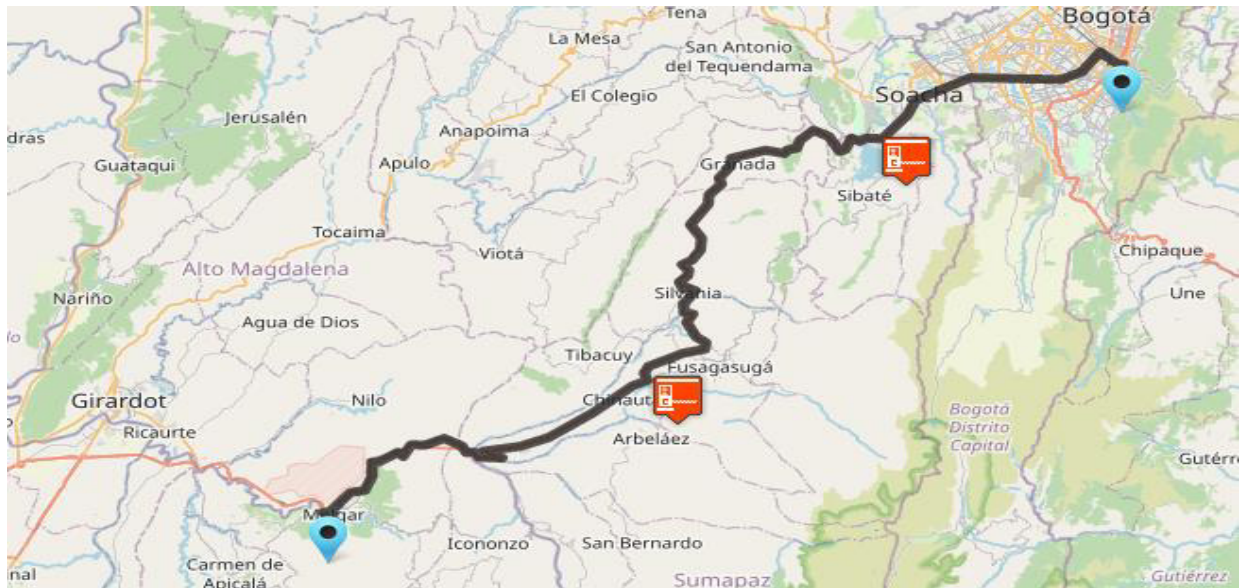 Tena
Bogotá
La Mesa
San Antonio
del Tequendama
El Colegio
Soacha
Jerusalén
Anapoima
dras
Guataqui
Apulo
Granada
Sibaté
Tocaima
Viotá
Chipaque
Alto Magdalena
Nariño
Silvania
Une
Agua de Dios
Tibacuy
Fusagasugá
Girardot
Nilo
Chinauta
Bogotá
Distrito
Capital
Ricaurte
Arbeláez
Gutérr
Melgar
Icononzo
San Bernardo
Carmen de
Apicalá
nal
Sumapaz
Gutiérrez
C
C